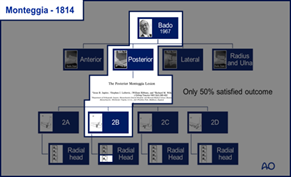 Monteggia - 1814
Bado
1967
Anterior
Posterior
Lateral
Radius
and Ulna
The Posterior Monteggia Lesion
Only 50% satisfied outcome
2A
2B
2C
2D
Radial
head
Radial
Head
Radial
Head
Radial
head
AO